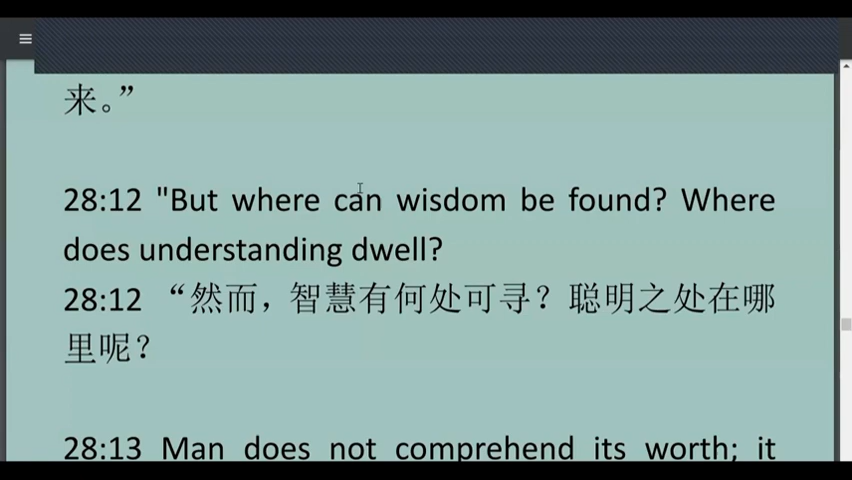 来。”
28:12 "But where can wisdom be found? Where
does understanding dwell?
28:12 “然而，智慧有何处可寻？聪明之处在哪
里呢？
28:13 Man does not comprehend its worth; it